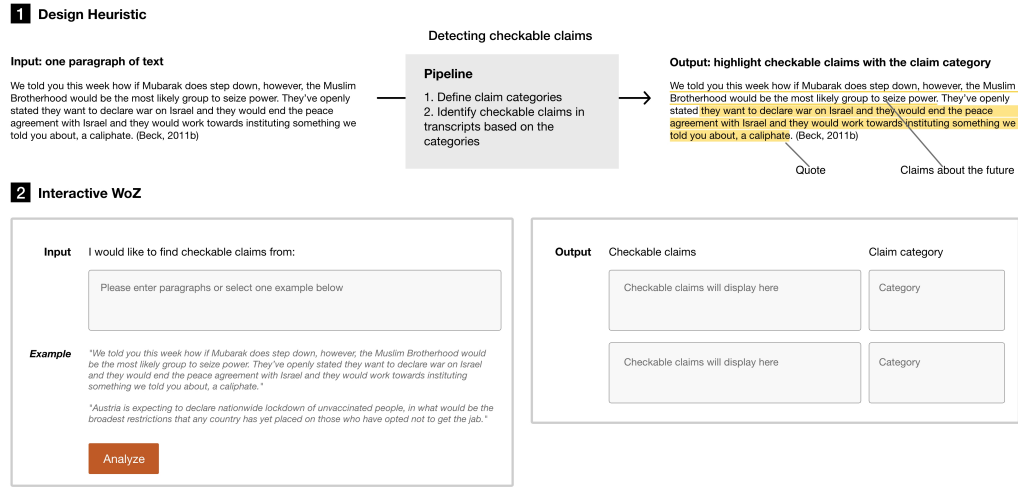 1 Design Heuristic
Detecting checkable claims
Input: one paragraph of text
We told you this week how if Mubarak does step down, however, the Muslim
Brotherhood would be the most likely group to seize power. They've openly
stated they want to declare war on Israel and they would end the peace
agreement with Israel and they would work towards instituting something we
told you about, a caliphate. (Beck, 2011b)
Pipeline
1. Define claim categories
2. Identify checkable claims in
transcripts based on the
categories
Output: highlight checkable claims with the claim category
We told you this week how if Mubarak does step down, however, the Muslim
Brotherhood would be the most likely group to seize power. They've openly
stated they want to declare war on Israel and they would end the peace
agreement with Israel and they would work towards instituting something we
told you about, a caliphate. (Beck, 2011b)
Quote
Claims about the future
2 Interactive WoZ
Input
I would like to find checkable claims from:
Please enter paragraphs or select one example below
Example
"We told you this week how if Mubarak does step down, however, the Muslim Brotherhood would
be the most likely group to seize power. They've openly stated they want to declare war on Israel
and they would end the peace agreement with Israel and they would work towards instituting
something we told you about, a caliphate."
"Austria is expecting to declare nationwide lockdown of unvaccinated people, in what would be the
broadest restrictions that any country has yet placed on those who have opted not to get the jab."
Analyze
Output
Checkable claims
Claim category
Checkable claims will display here
Category
Checkable claims will display here
Category